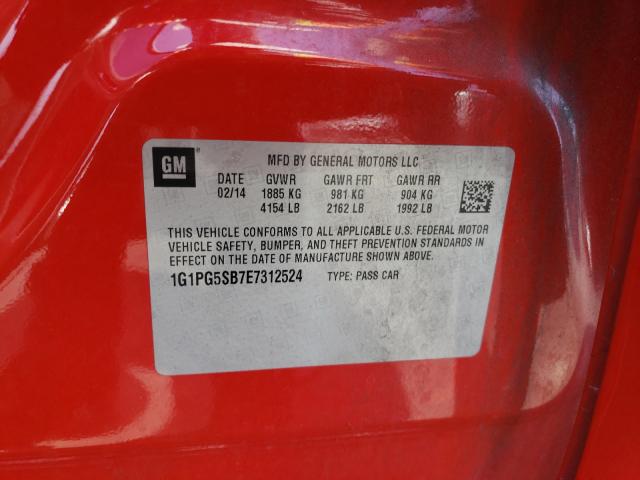 GM
MFD BY GENERAL MOTORS LLC
DATE GVWR GAWR FRT GAWR RR
02/14 1885 KG 981 KG 904 KG
4154 LB 2162 LB 1992 LB
THIS VEHICLE CONFORMS TO ALL APPLICABLE U.S. FEDERAL MOTOR
VEHICLE SAFETY, BUMPER, AND THEFT PREVENTION STANDARDS IN
EFFECT ON THE DATE OF MANUFACTURE SHOWN ABOVE.
1G1PG5SB7E7312524 TYPE: PASS CAR